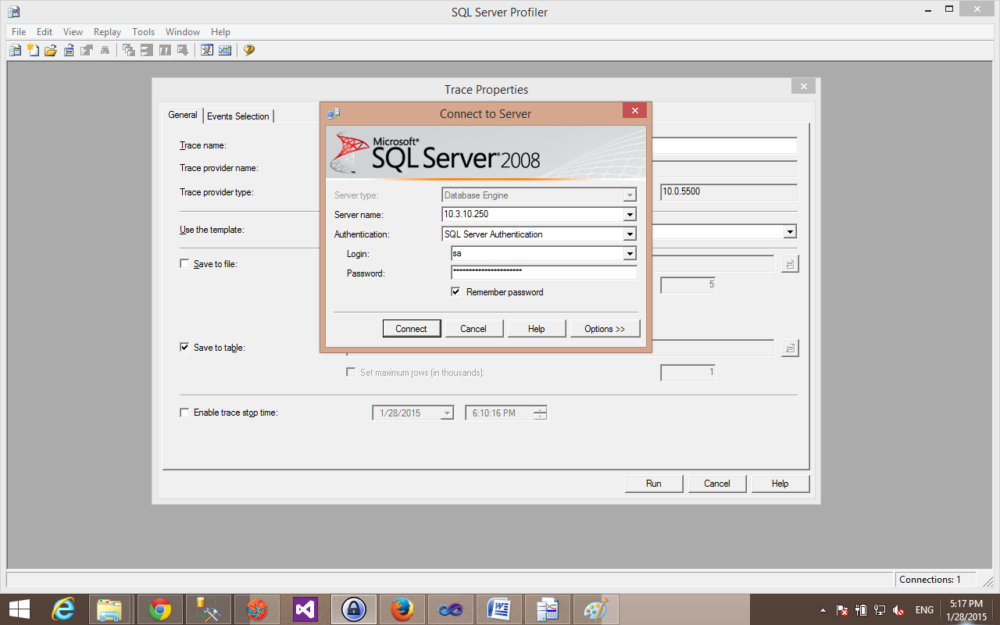 SQL Server Profiler
File Edit View Replay Tools Window Help
Trace Properties
General Events Selection
Connect to Server
Microsoft®
SQL Server® 2008
Trace name:
Trace provider name:
Trace provider type:
10.0.5500
Server type: Database Engine
Server name: 10.3.10.250
Use the template:
Authentication: SQL Server Authentication
Login: sa
Save to file:
Password: **********************
5
Remember password
Connect Cancel Help Options >>
Save to table:
Set maximum rows (in thousands): 1
Enable trace stop time: 1/28/2015 6:10:16 PM
Run Cancel Help
Connections: 1
ENG
5:17 PM
1/28/2015